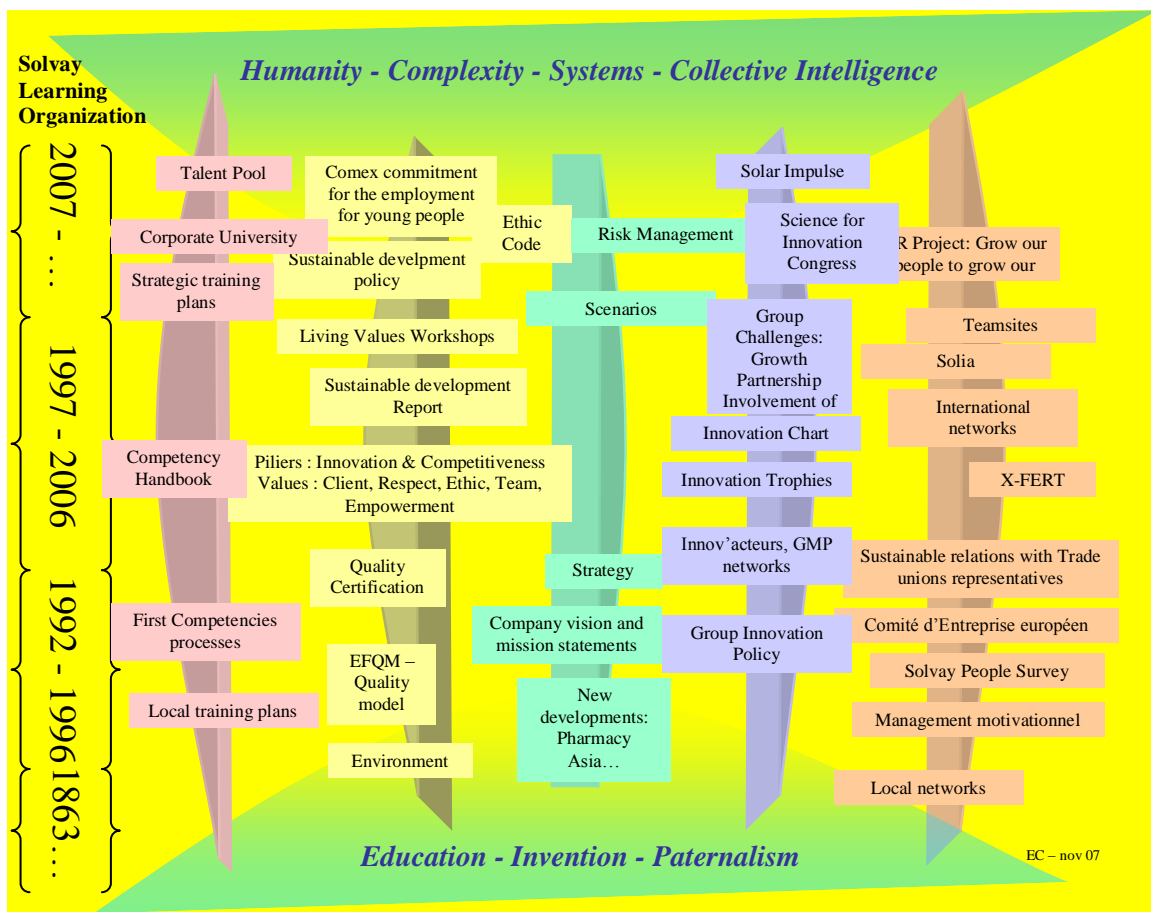 Solvay
Learning
Organization
Humanity - Complexity - Systems - Collective Intelligence
2007 - …
1997 - 2006
1992 - 1996
1863 …
Talent Pool
Corporate University
Strategic training
plans
Competency
Handbook
First Competencies
processes
Local training plans
Comex commitment
for the employment
for young people
Ethic
Code
Sustainable develpment
policy
Living Values Workshops
Sustainable development
Report
Piliers : Innovation & Competitiveness
Values : Client, Respect, Ethic, Team,
Empowerment
Quality
Certification
EFQM –
Quality
model
Environment
Risk Management
Scenarios
Strategy
Company vision and
mission statements
New
developments:
Pharmacy
Asia…
Solar Impulse
Science for
Innovation
Congress
Group
Challenges:
Growth
Partnership
Involvement of
Innovation Chart
Innovation Trophies
Innov’acteurs, GMP
networks
Group Innovation
Policy
R Project: Grow our
people to grow our
Teamsites
Solia
International
networks
X-FERT
Sustainable relations with Trade
unions representatives
Comité d’Entreprise européen
Solvay People Survey
Management motivationnel
Local networks
Education - Invention - Paternalism
EC – nov 07